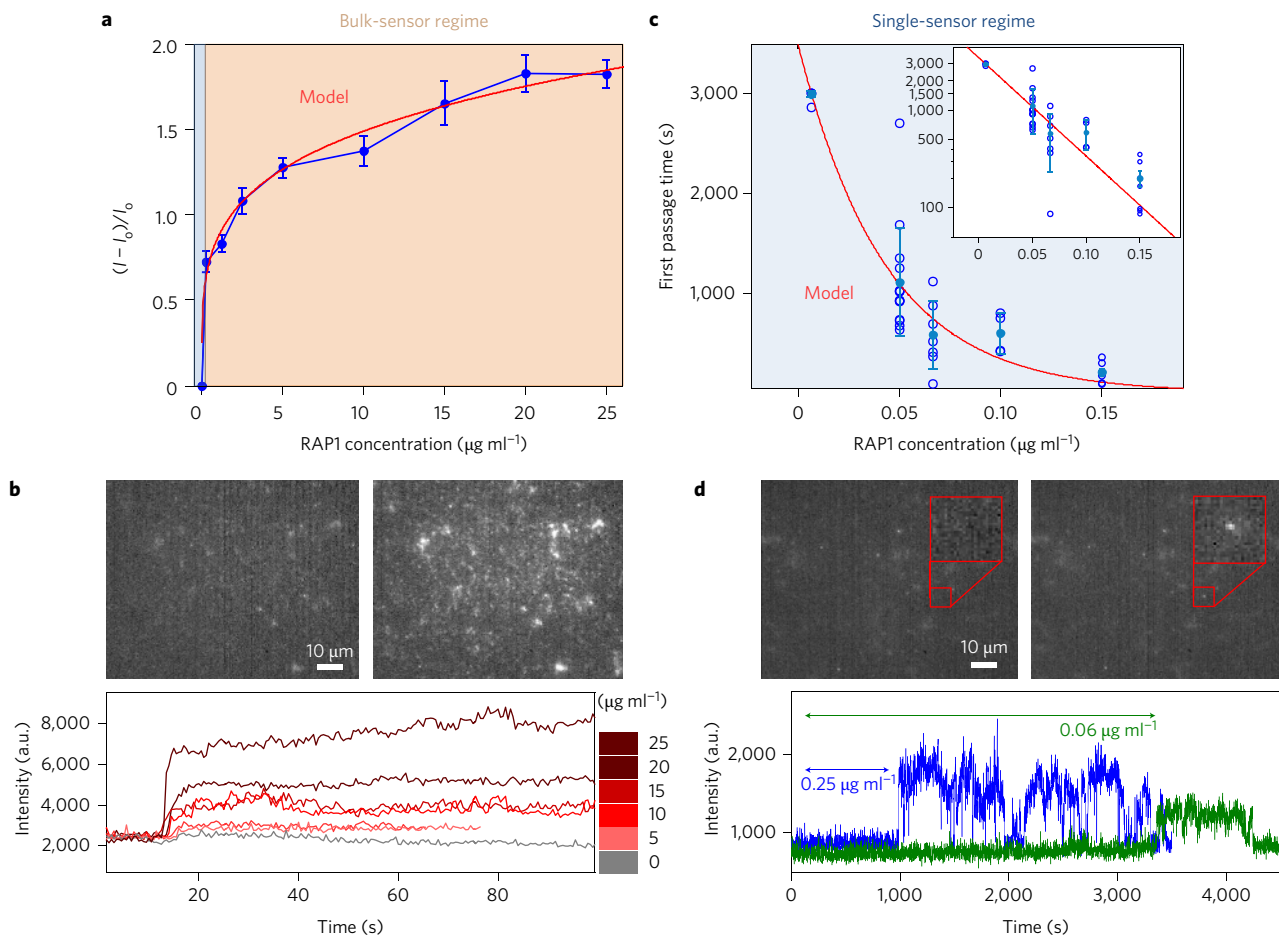 a
Bulk-sensor regime
2.0
1.5
1.0
0.5
0
(I – Io)/Io
Model
0
5
10
15
20
25
RAP1 concentration (μg ml−1)
c
Single-sensor regime
3,000
2,000
1,000
First passage time (s)
Model
3,000
2,000
1,500
1,000
500
100
0
0.05
0.10
0.15
0
0.05
0.10
0.15
RAP1 concentration (μg ml−1)
b
10 μm
8,000
6,000
4,000
2,000
Intensity (a.u.)
20
40
60
80
Time (s)
(μg ml−1)
25
20
15
10
5
0
d
10 μm
2,000
1,000
Intensity (a.u.)
0.06 μg ml−1
0.25 μg ml−1
0
1,000
2,000
3,000
4,000
Time (s)